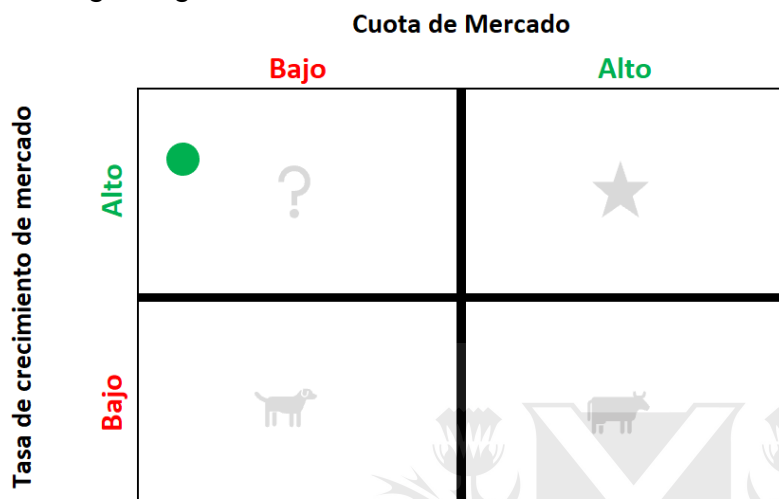 Cuota de Mercado
Bajo
Alto
Tasa de crecimiento de mercado
Alto
?
Bajo